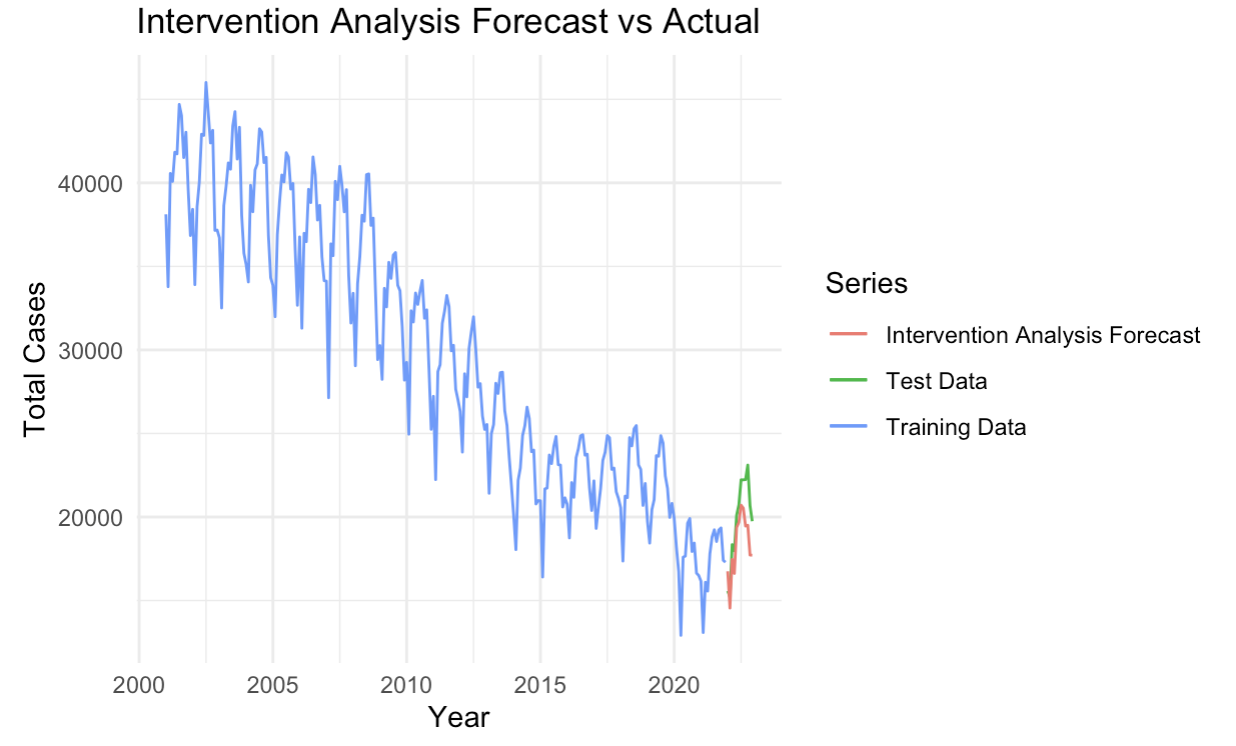 Intervention Analysis Forecast vs Actual
Total Cases
40000
30000
20000
2000 2005 2010 2015 2020
Year
Series
Intervention Analysis Forecast
Test Data
Training Data